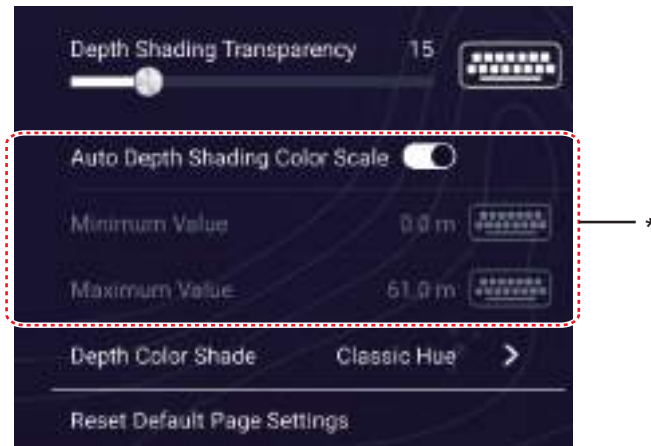 Depth Shading Transparency 15
Auto Depth Shading Color Scale
Minimum Value 0.0 m
*
Maximum Value 61.0 m
Depth Color Shade Classic Hue
Reset Default Page Settings